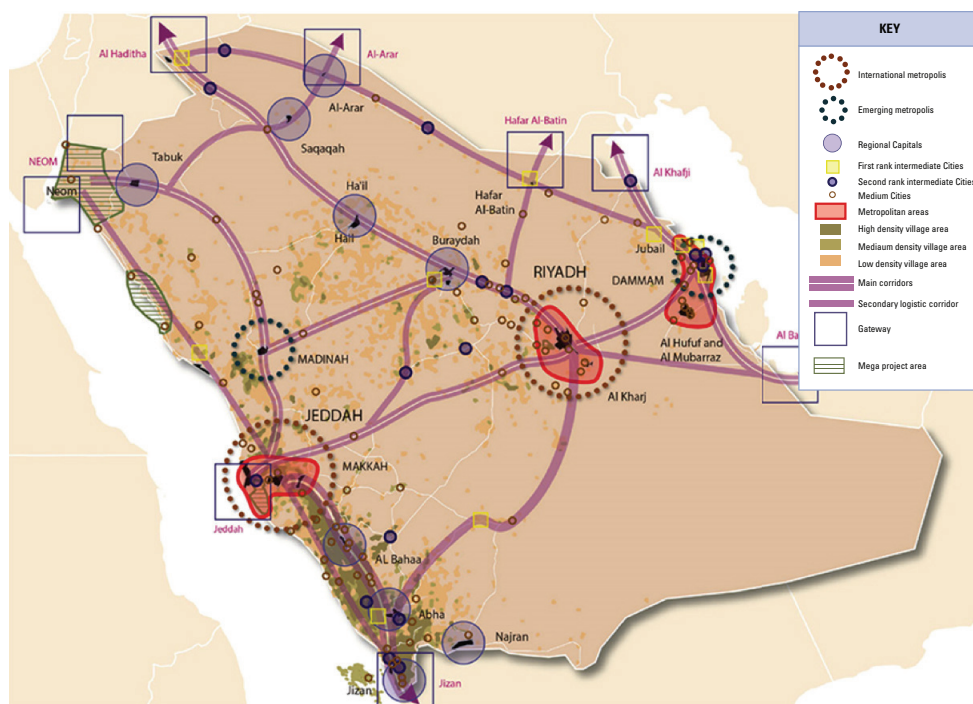 KEY
International metropolis
Emerging metropolis
Regional Capitals
First rank intermediate Cities
Second rank intermediate Cities
Medium Cities
Metropolitan areas
High density village area
Mediaum density village area
Low density village area
Main corridors
Secondary logistic corridor
Gateway
Mega project area
Al Haditha
Al-Arar
Al-Arar
Saqaqah
Hafar Al-Batin
NEOM
Tabuk
Neom
Al Khafji
Ha'il
Hail
Hafar
Al-Batin
Buraydah
Jubail
RIYADH
DAMMAM
Al Hufuf and
Al Mubarraz
MADINAH
Al Kharj
JEDDAH
MAKKAH
Jeddah
AL Bahaa
Abha
Najran
Jizan
Jizan